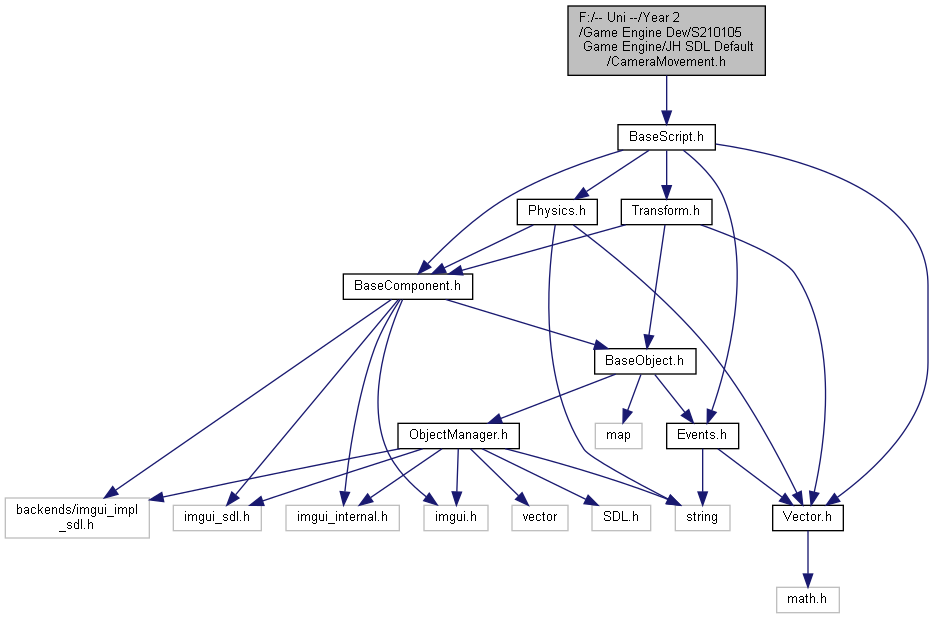 F:/-- Uni --/Year 2
/Game Engine Dev/S210105
Game Engine/JH SDL Default
/CameraMovement.h
BaseScript.h
Physics.h
Transform.h
BaseComponent.h
BaseObject.h
map
Events.h
ObjectManager.h
backends/imgui_impl
_sdl.h
imgui_sdl.h
imgui_internal.h
imgui.h
vector
SDL.h
string
Vector.h
math.h